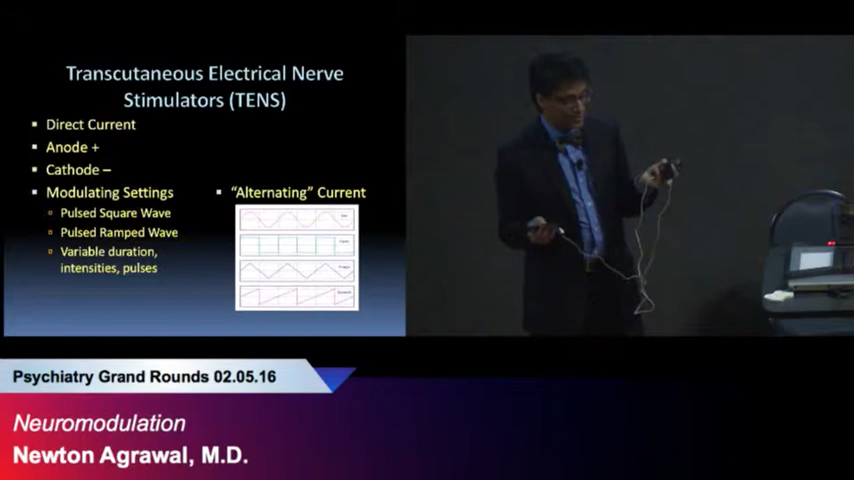 Transcutaneous Electrical Nerve
Stimulators (TENS)
Direct Current
Anode +
Cathode –
Modulating Settings
Pulsed Square Wave
Pulsed Ramped Wave
Variable duration,
intensities, pulses
"Alternating" Current
Psychiatry Grand Rounds 02.05.16
Neuromodulation
Newton Agrawal, M.D.